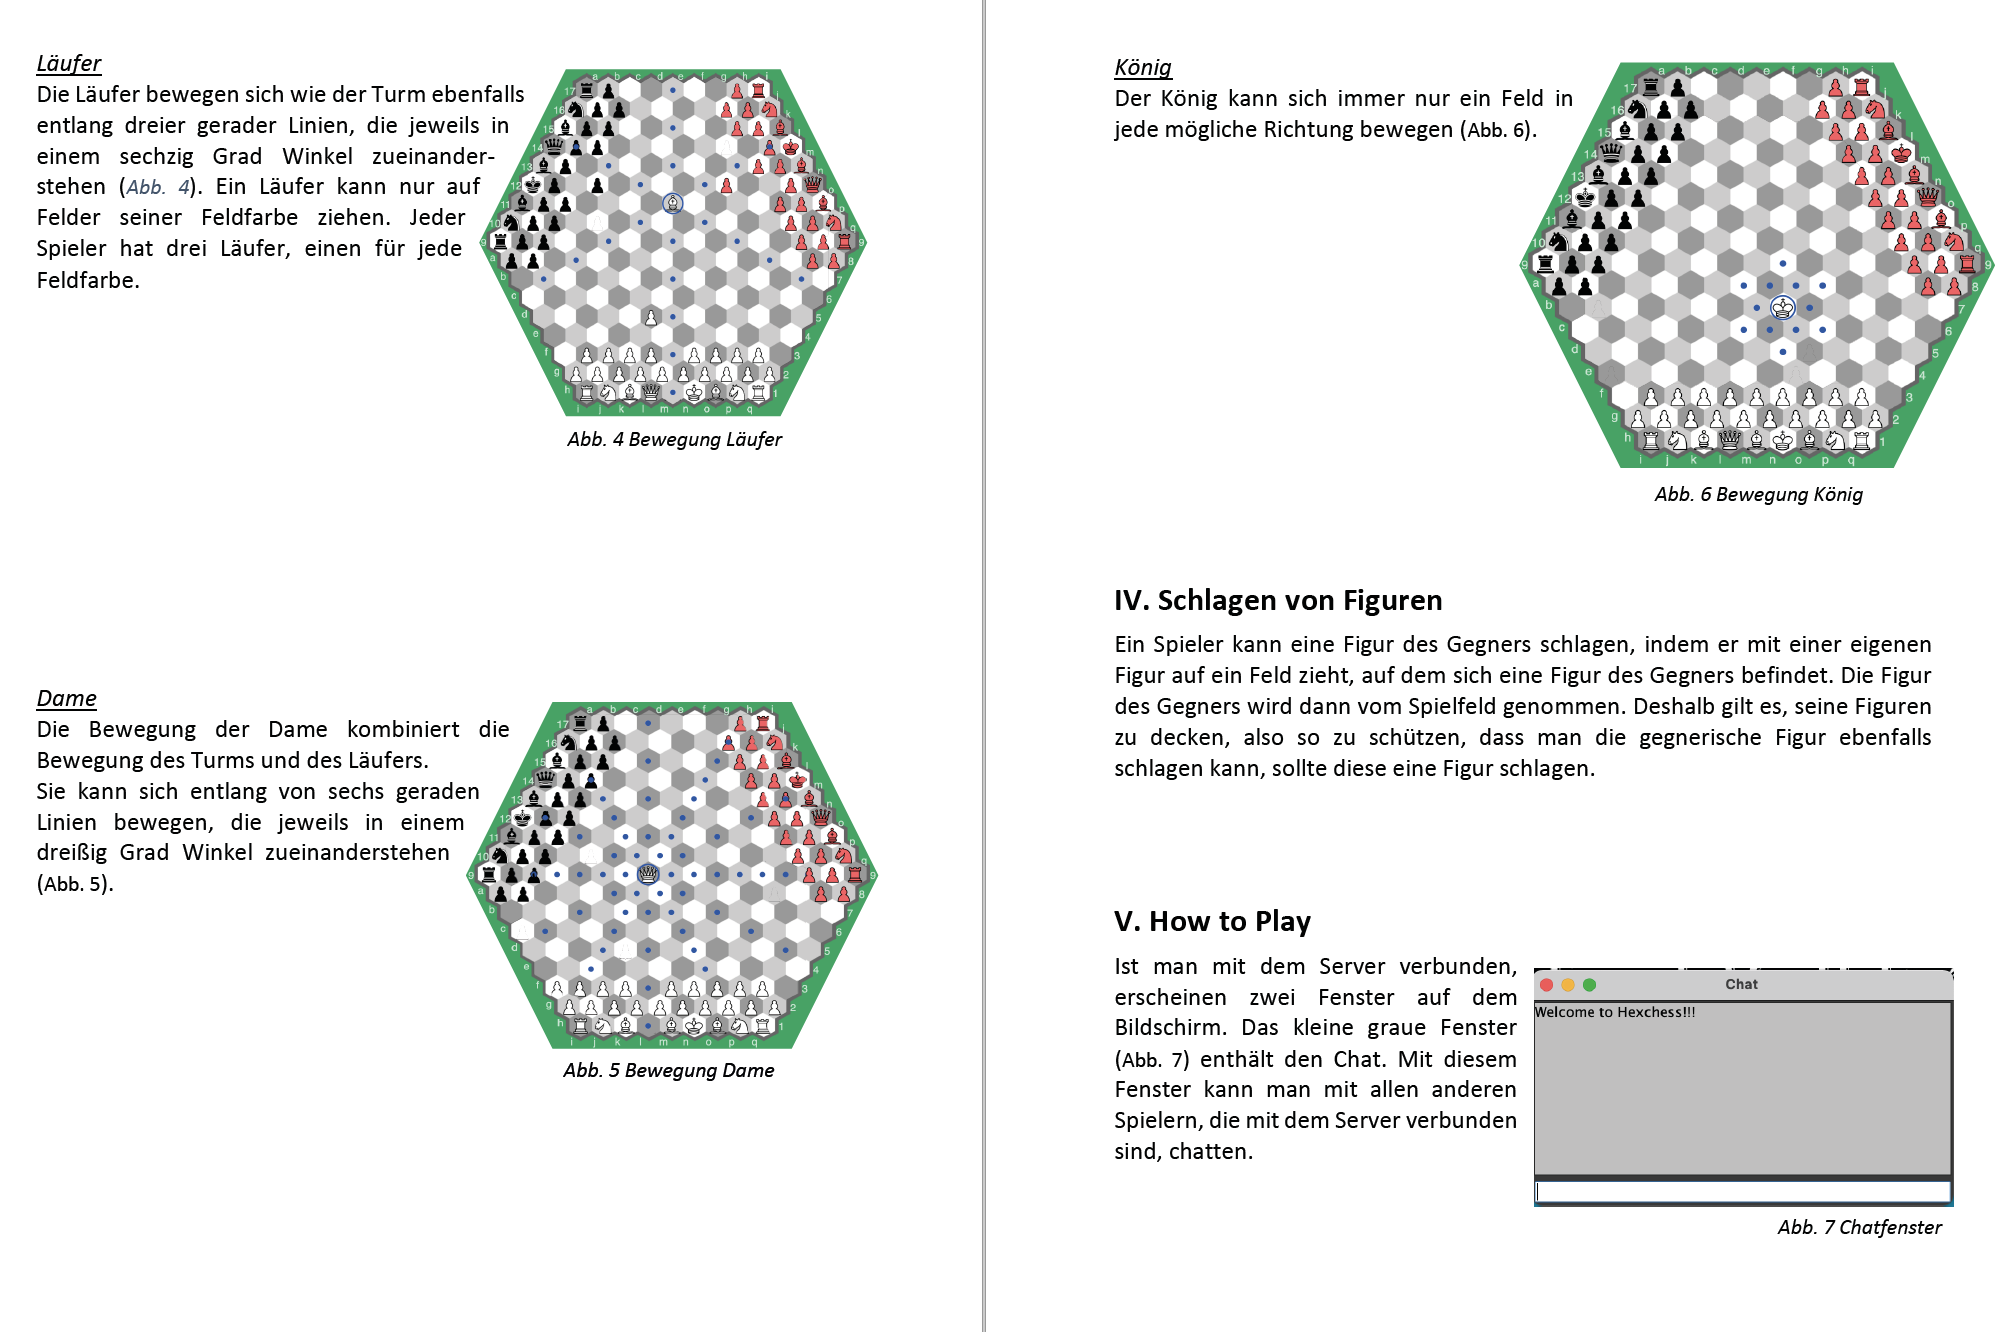 Läufer
Die Läufer bewegen sich wie der Turm ebenfalls
entlang dreier gerader Linien, die jeweils in
einem sechzig Grad Winkel zueinander-
stehen (Abb. 4). Ein Läufer kann nur auf
Felder seiner Feldfarbe ziehen. Jeder
Spieler hat drei Läufer, einen für jede
Feldfarbe.
Abb. 4 Bewegung Läufer
Dame
Die Bewegung der Dame kombiniert die
Bewegung des Turms und des Läufers.
Sie kann sich entlang von sechs geraden
Linien bewegen, die jeweils in einem
dreißig Grad Winkel zueinanderstehen
(Abb. 5).
Abb. 5 Bewegung Dame
König
Der König kann sich immer nur ein Feld in
jede mögliche Richtung bewegen (Abb. 6).
Abb. 6 Bewegung König
IV. Schlagen von Figuren
Ein Spieler kann eine Figur des Gegners schlagen, indem er mit einer eigenen
Figur auf ein Feld zieht, auf dem sich eine Figur des Gegners befindet. Die Figur
des Gegners wird dann vom Spielfeld genommen. Deshalb gilt es, seine Figuren
zu decken, also so zu schützen, dass man die gegnerische Figur ebenfalls
schlagen kann, sollte diese eine Figur schlagen.
V. How to Play
Ist man mit dem Server verbunden,
erscheinen zwei Fenster auf dem
Bildschirm. Das kleine graue Fenster
(Abb. 7) enthält den Chat. Mit diesem
Fenster kann man mit allen anderen
Spielern, die mit dem Server verbunden
sind, chatten.
Chat
Welcome to Hexchess!!!
Abb. 7 Chatfenster